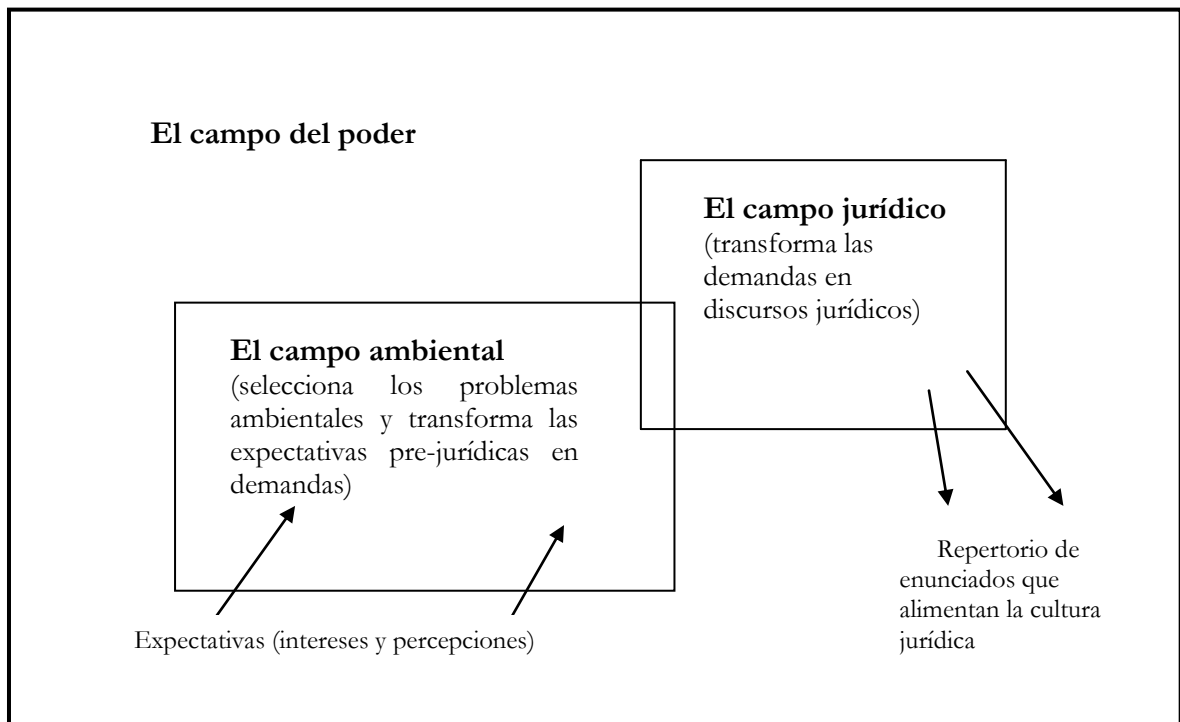 El campo del poder
El campo jurídico
(transforma las
demandas en
discursos jurídicos)
El campo ambiental
(selecciona los problemas
ambientales y transforma las
expectativas pre-jurídicas en
demandas)
Repertorio de
enunciados que
alimentan la cultura
jurídica
Expectativas (intereses y percepciones)